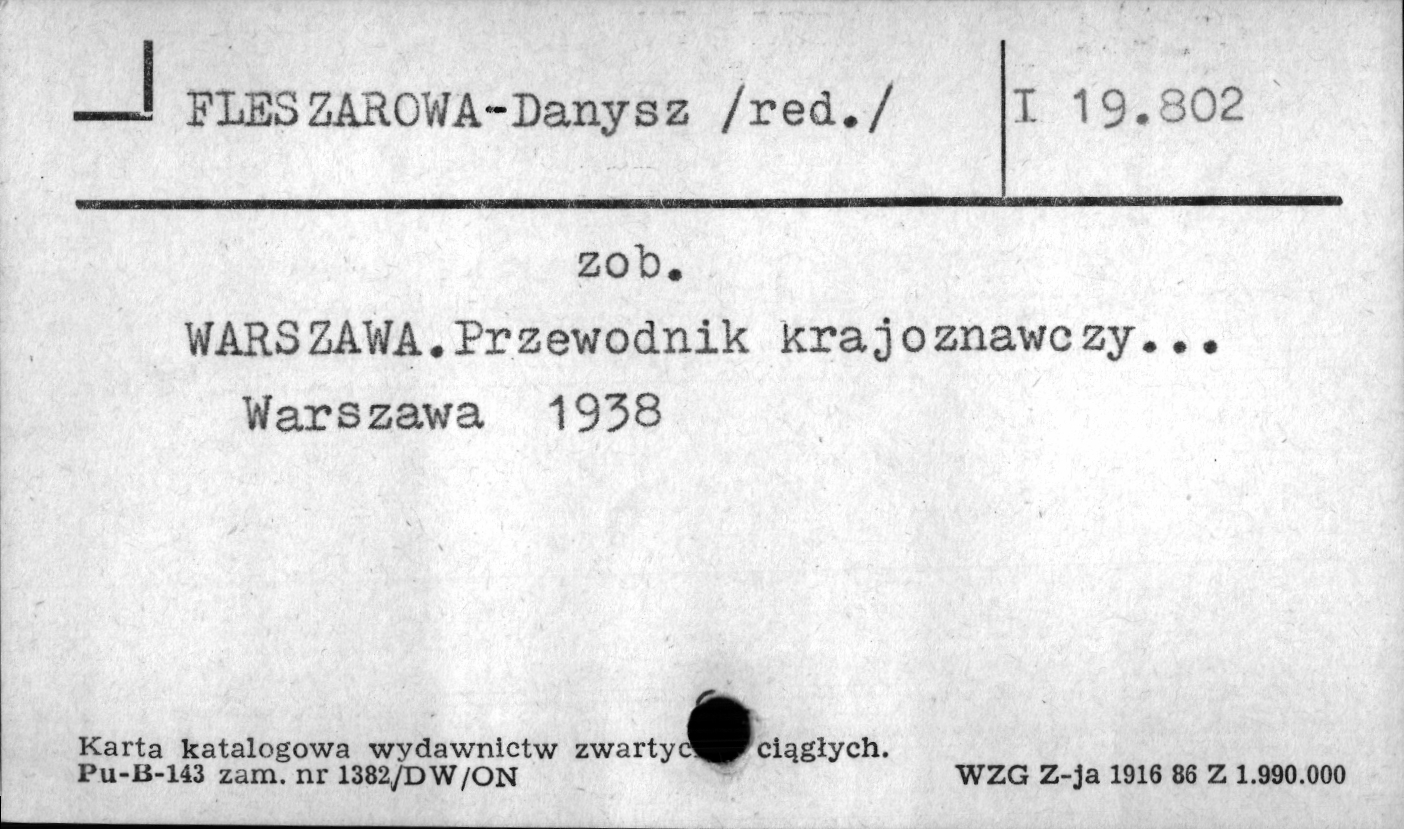 FLESZAROWA-Danysz /red./
I 19.802
zob.
WARSZAWA.Przewodnik krajoznawczy...
Warszawa 1938
Karta katalogowa wydawnictw ciągłych.
Pu-B-143 zam. nr 1382/DW/ON
WZG Z-ja 1916 86 Z 1.990.000